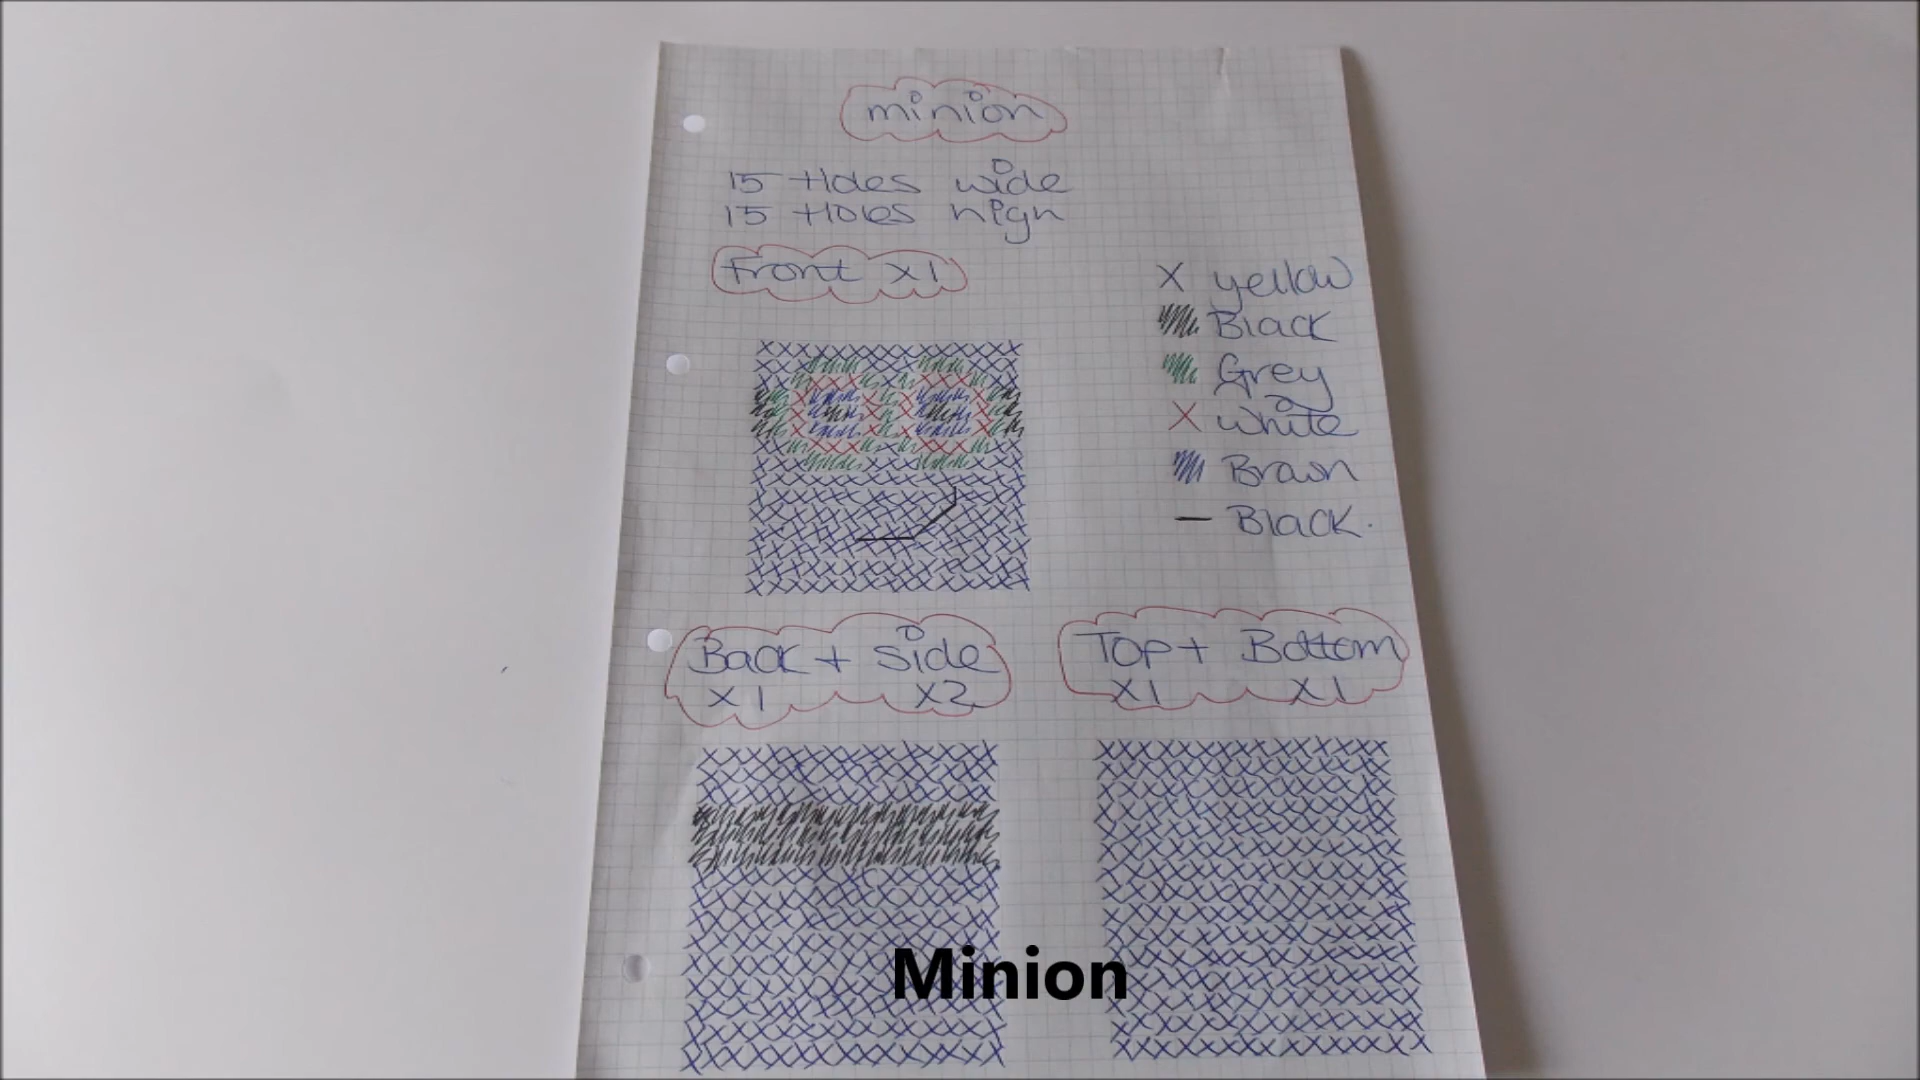 minion
15 Holes wide
15 Holes high
Front x1
X yellow
Black
Grey
X white
Brown
— Black.
Back + Side
x1 x2
Top + Bottom
x1 x1
Minion